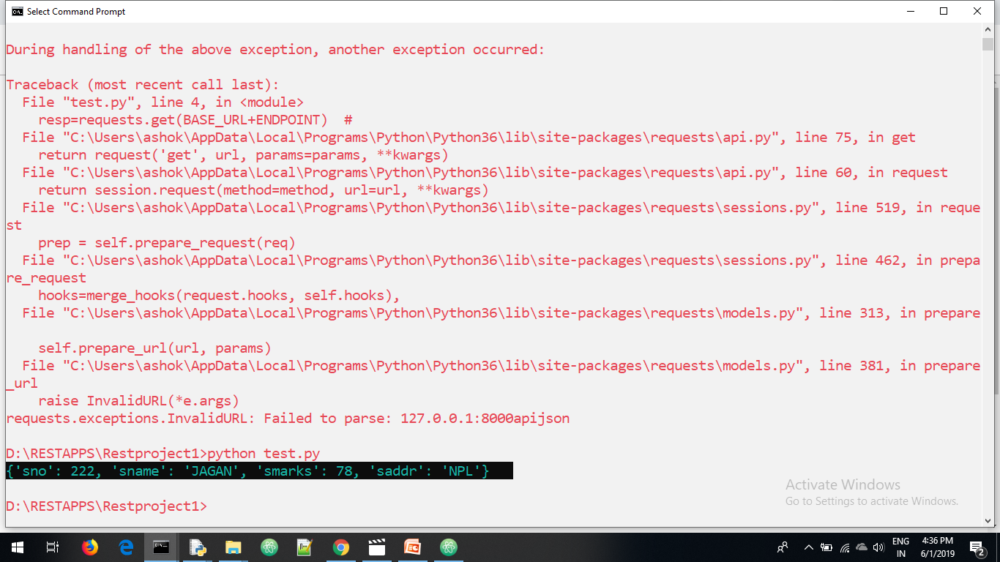 Select Command Prompt
During handling of the above exception, another exception occurred:
Traceback (most recent call last):
  File "test.py", line 4, in <module>
    resp=requests.get(BASE_URL+ENDPOINT)  #
  File "C:\Users\ashok\AppData\Local\Programs\Python\Python36\lib\site-packages\requests\api.py", line 75, in get
    return request('get', url, params=params, **kwargs)
  File "C:\Users\ashok\AppData\Local\Programs\Python\Python36\lib\site-packages\requests\api.py", line 60, in request
    return session.request(method=method, url=url, **kwargs)
  File "C:\Users\ashok\AppData\Local\Programs\Python\Python36\lib\site-packages\requests\sessions.py", line 519, in reque
st
    prep = self.prepare_request(req)
  File "C:\Users\ashok\AppData\Local\Programs\Python\Python36\lib\site-packages\requests\sessions.py", line 462, in prepa
re_request
    hooks=merge_hooks(request.hooks, self.hooks),
  File "C:\Users\ashok\AppData\Local\Programs\Python\Python36\lib\site-packages\requests\models.py", line 313, in prepare
    self.prepare_url(url, params)
  File "C:\Users\ashok\AppData\Local\Programs\Python\Python36\lib\site-packages\requests\models.py", line 381, in prepare
_url
    raise InvalidURL(*e.args)
requests.exceptions.InvalidURL: Failed to parse: 127.0.0.1:8000apijson
D:\RESTAPPS\Restproject1>python test.py
{'sno': 222, 'sname': 'JAGAN', 'smarks': 78, 'saddr': 'NPL'}
D:\RESTAPPS\Restproject1>
Activate Windows
Go to Settings to activate Windows.
ENG
IN
4:36 PM
6/1/2019
2